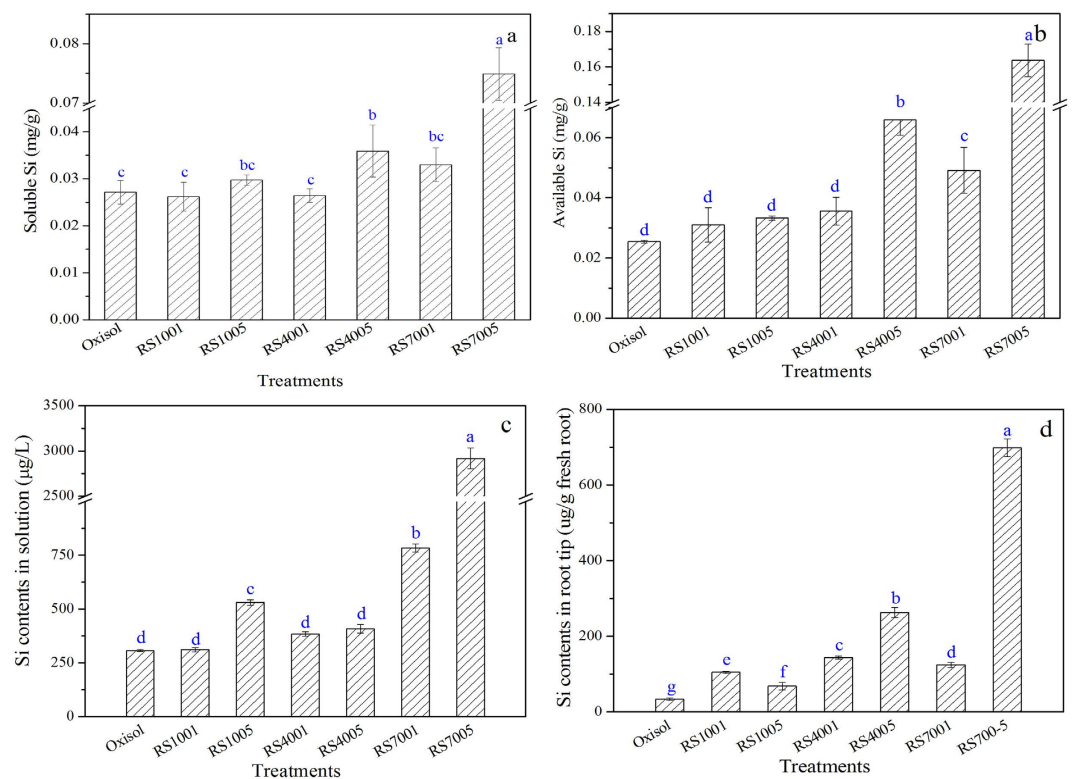 a
Soluble Si (mg/g)
0.08
0.07
0.04
0.03
0.02
0.01
0.00
c
c
bc
c
b
bc
a
Oxisol
RS1001
RS1005
RS4001
RS4005
RS7001
RS7005
Treatments
b
Available Si (mg/g)
0.16
0.14
0.06
0.04
0.02
0.00
d
d
d
d
b
c
a
Oxisol
RS1001
RS1005
RS4001
RS4005
RS7001
RS7005
Treatments
c
Si contents in solution (μg/L)
3500
3000
2500
750
500
250
0
d
d
c
d
d
b
a
Oxisol
RS1001
RS1005
RS4001
RS4005
RS7001
RS7005
Treatments
d
Si contents in root tip (ug/g fresh root)
800
600
400
200
0
g
e
f
c
b
d
a
Oxisol
RS1001
RS1005
RS4001
RS4005
RS7001
RS700-5
Treatments